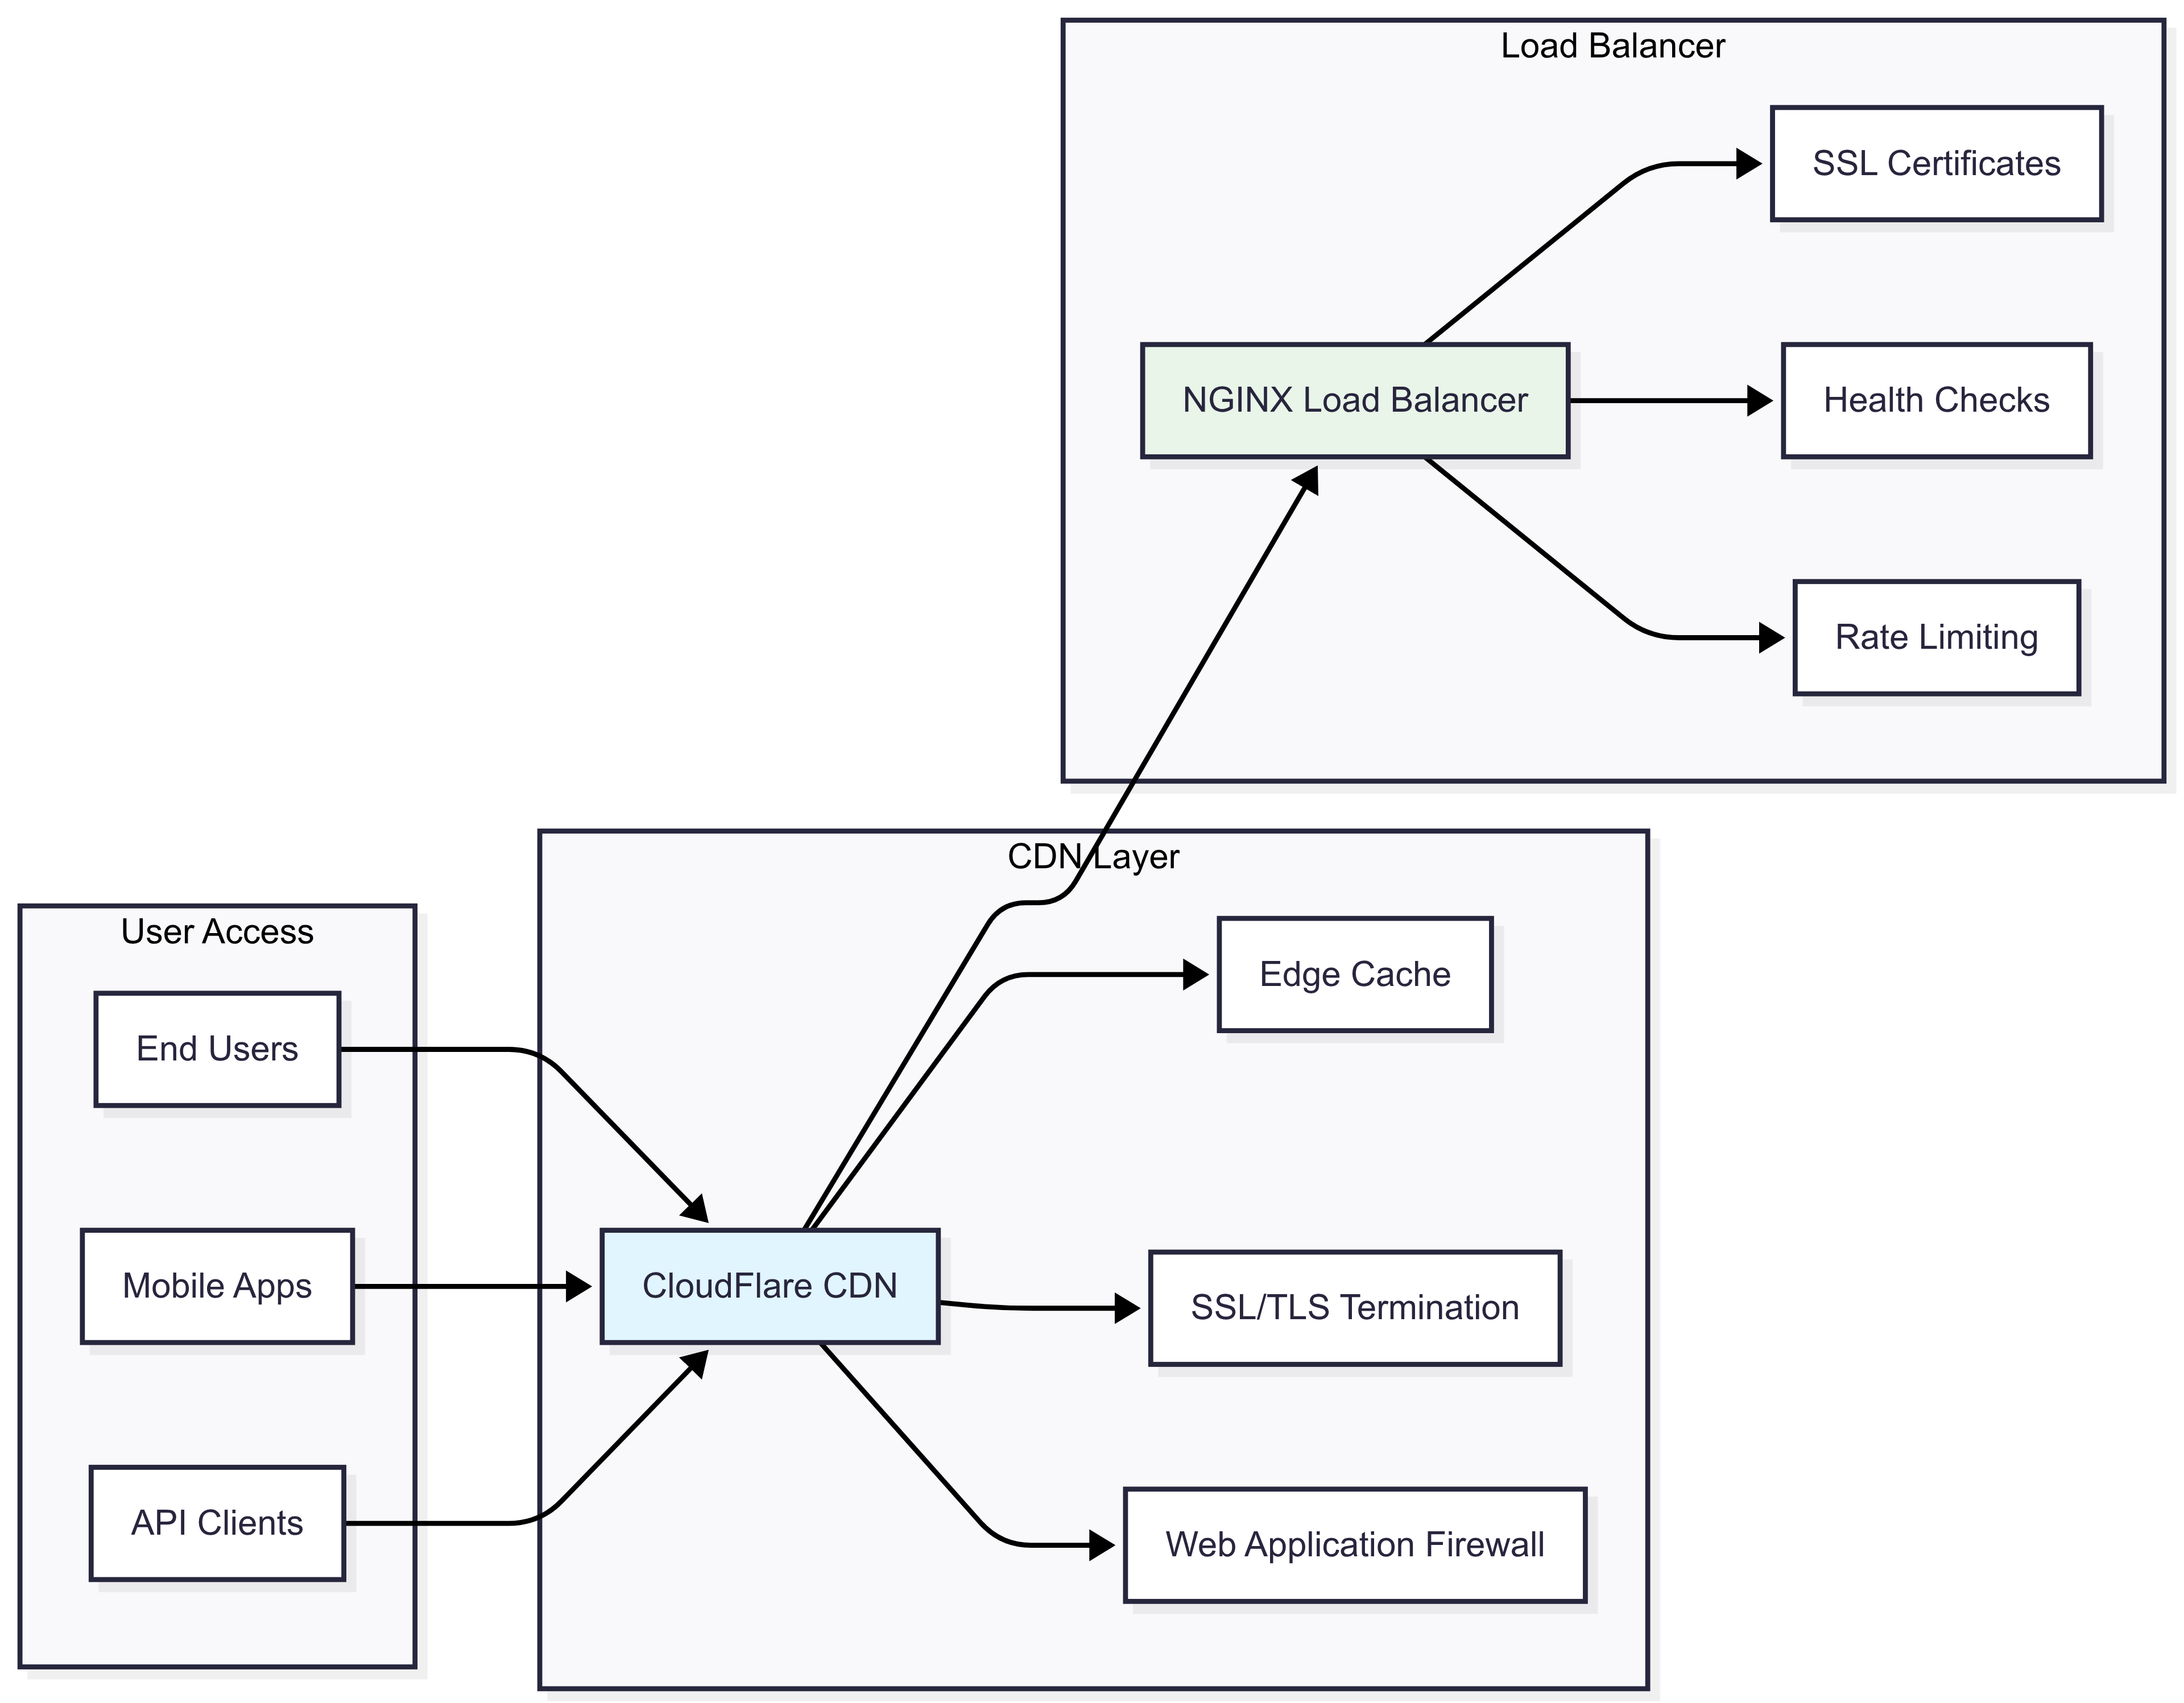 Load Balancer
SSL Certificates
NGINX Load Balancer
Health Checks
Rate Limiting
CDN Layer
User Access
Edge Cache
End Users
Mobile Apps
CloudFlare CDN
SSL/TLS Termination
API Clients
Web Application Firewall